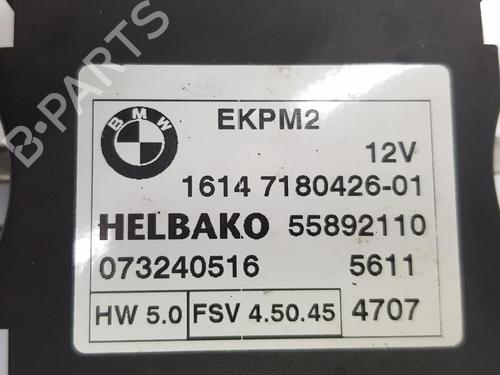 B-PARTS
BMW
EKPM2
12V
1614 7180426-01
HELBAKO 55892110
073240516 5611
HW 5.0 FSV 4.50.45 4707